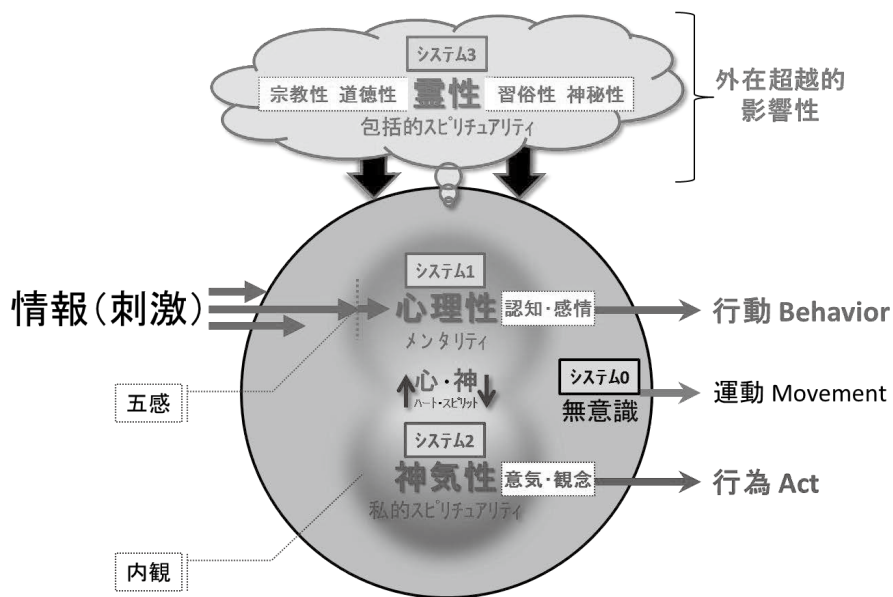 システム3
宗教性 道徳性 霊性 習俗性 神秘性
包括的スピリチュアリティ
外在超越的
影響性
システム1
情報(刺激)
心理性 認知・感情
行動 Behavior
メンタリティ
五感
心・神
ハート・スピリット
システム0
無意識
運動 Movement
システム2
神気性 意気・観念
行為 Act
私的スピリチュアリティ
内観